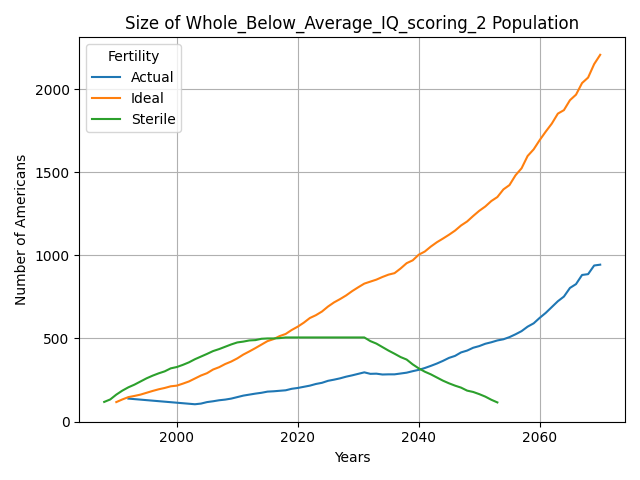 Size of Whole_Below_Average_IQ_scoring_2 Population
Fertility
Actual
Ideal
Sterile
Number of Americans
2000
1500
1000
500
0
2000
2020
2040
2060
Years